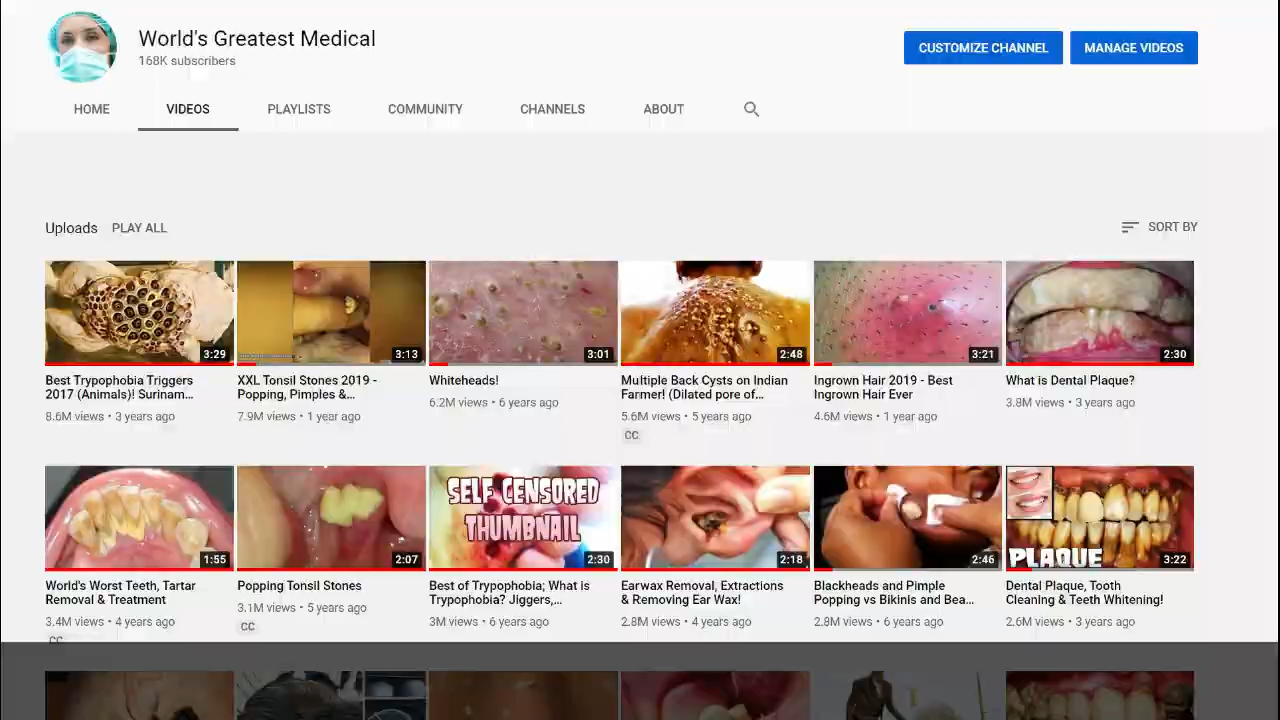 World's Greatest Medical
168K subscribers
CUSTOMIZE CHANNEL
MANAGE VIDEOS
HOME
VIDEOS
PLAYLISTS
COMMUNITY
CHANNELS
ABOUT
Uploads
PLAY ALL
SORT BY
3:29
3:13
3:01
2:48
3:21
2:30
Best Trypophobia Triggers
2017 (Animals)! Surinam...
8.6M views • 3 years ago
XXL Tonsil Stones 2019 -
Popping, Pimples &...
7.9M views • 1 year ago
Whiteheads!
6.2M views • 6 years ago
Multiple Back Cysts on Indian
Farmer! (Dilated pore of...
5.6M views • 5 years ago
CC
Ingrown Hair 2019 - Best
Ingrown Hair Ever
4.6M views • 1 year ago
What is Dental Plaque?
3.8M views • 3 years ago
1:55
2:07
SELF CENSORED
THUMBNAIL
2:30
2:18
2:46
PLAQUE
3:22
World's Worst Teeth, Tartar
Removal & Treatment
3.4M views • 4 years ago
CC
Popping Tonsil Stones
3.1M views • 5 years ago
CC
Best of Trypophobia; What is
Trypophobia? Jiggers,...
3M views • 6 years ago
Earwax Removal, Extractions
& Removing Ear Wax!
2.8M views • 4 years ago
Blackheads and Pimple
Popping vs Bikinis and Bea...
2.8M views • 6 years ago
Dental Plaque, Tooth
Cleaning & Teeth Whitening!
2.6M views • 3 years ago